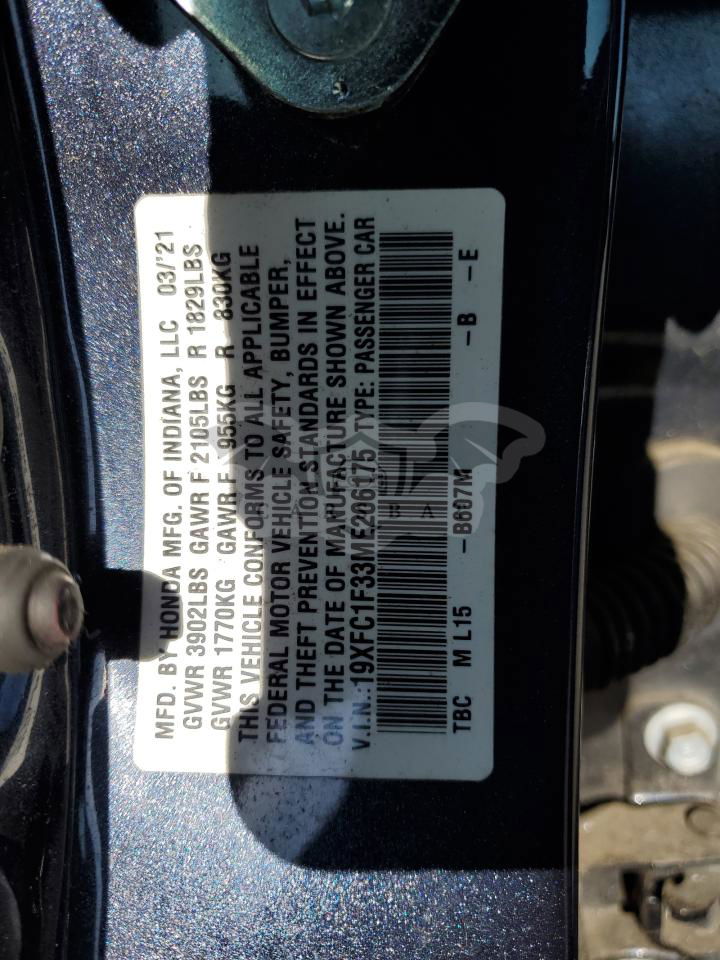 MFD. BY HONDA MFG. OF INDIANA, LLC 03/'21
GVWR 3902LBS GAWR F 2105LBS R 1829LBS
GVWR 1770KG GAWR F 955KG R 830KG
THIS VEHICLE CONFORMS TO ALL APPLICABLE
FEDERAL MOTOR VEHICLE SAFETY, BUMPER,
AND THEFT PREVENTION STANDARDS IN EFFECT
ON THE DATE OF MANUFACTURE SHOWN ABOVE.
V.I.N.: 19XFC1F33ME206175 TYPE: PASSENGER CAR
TBC M L15 -B607M -B -E